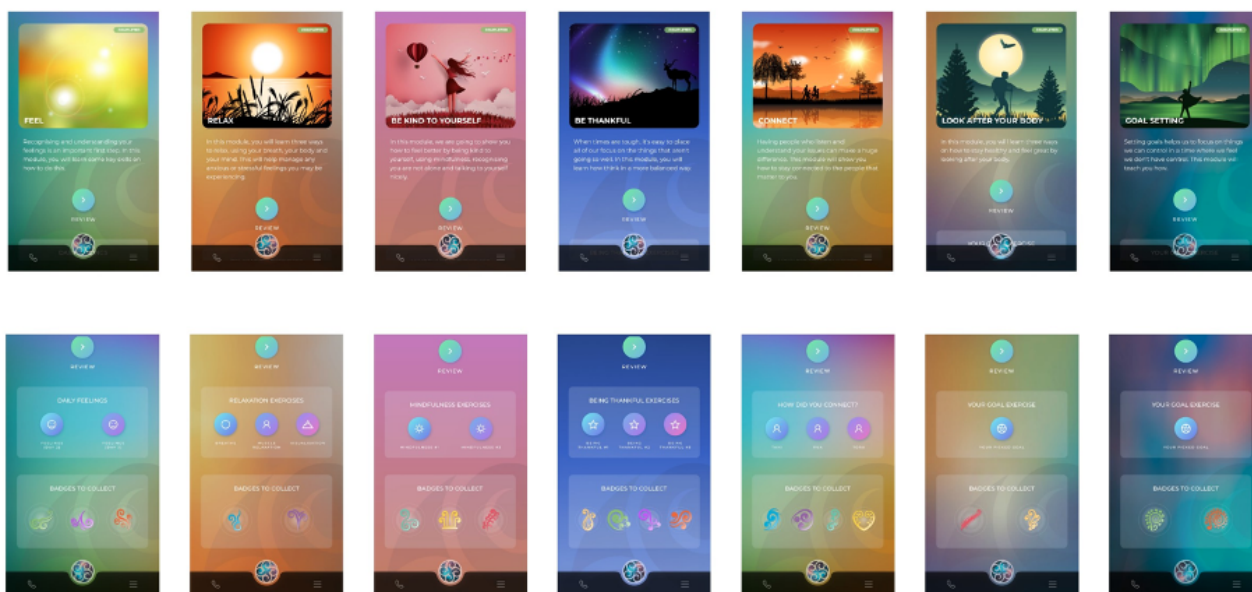 FEEL
Recognising and understanding your
feelings is an important first step. In this
module, you will learn some key skills on
how to do this.
REVIEW
RELAX
In this module, you will learn three ways
to relax, using your breath, your body and
your mind. This will help manage any
anxious or stressful feelings you may be
experiencing.
REVIEW
BE KIND TO YOURSELF
In this module, we are going to show you
how to feel better by being kind to
yourself, using mindfulness, recognising
you are not alone and talking to yourself
nicely.
REVIEW
BE THANKFUL
When times are tough, it's easy to place
all of our focus on the things that aren't
going so well. In this module, you will
learn how think in a more balanced way.
REVIEW
CONNECT
Having people who listen and
understand your issues can make a huge
difference. This module will show you
how to stay connected to the people that
matter to you.
REVIEW
LOOK AFTER YOUR BODY
In this module, you will learn three ways
or how to stay healthy and feel great by
looking after your body.
REVIEW
GOAL SETTING
Setting goals helps us to focus on things
we can control in a time where we feel
we don't have control. This module will
teach you how.
REVIEW
REVIEW
DAILY FEELINGS
BADGES TO COLLECT
REVIEW
RELAXATION EXERCISES
BADGES TO COLLECT
REVIEW
MINDFULNESS EXERCISES
BADGES TO COLLECT
REVIEW
BEING THANKFUL EXERCISES
BEING
THANKFUL #1
BEING
THANKFUL #2
BEING
THANKFUL #3
BADGES TO COLLECT
REVIEW
HOW DID YOU CONNECT?
BADGES TO COLLECT
REVIEW
YOUR GOAL EXERCISE
BADGES TO COLLECT
REVIEW
YOUR GOAL EXERCISE
BADGES TO COLLECT